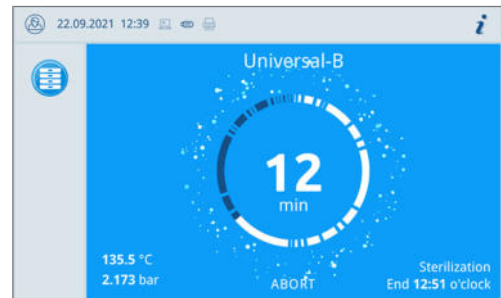 22.09.2021 12:39
i
Universal-B
12
min
135.5 °C
2.173 bar
ABORT
Sterilization
End 12:51 o'clock